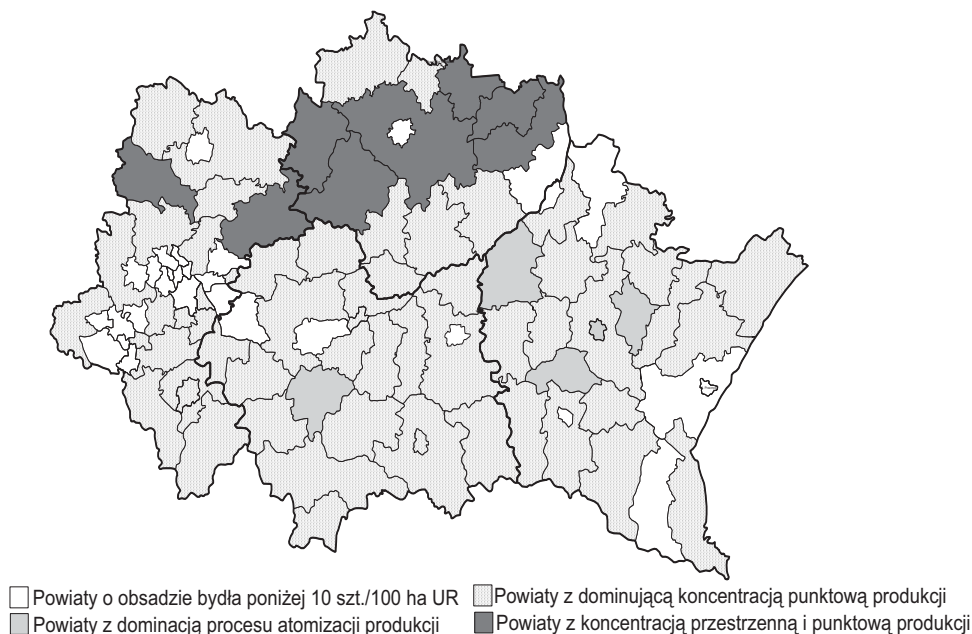 Powiaty o obsadzie bydła poniżej 10 szt./100 ha UR
Powiaty z dominującą koncentracją punktową produkcji
Powiaty z dominacją procesu atomizacji produkcji
Powiaty z koncentracją przestrzenną i punktową produkcji